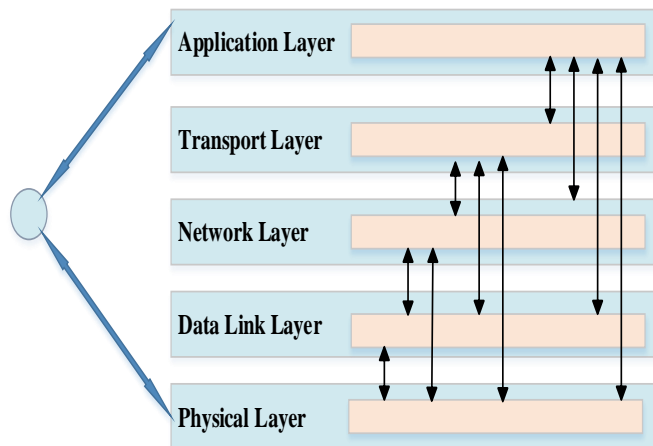 Application Layer
Transport Layer
Network Layer
Data Link Layer
Physical Layer